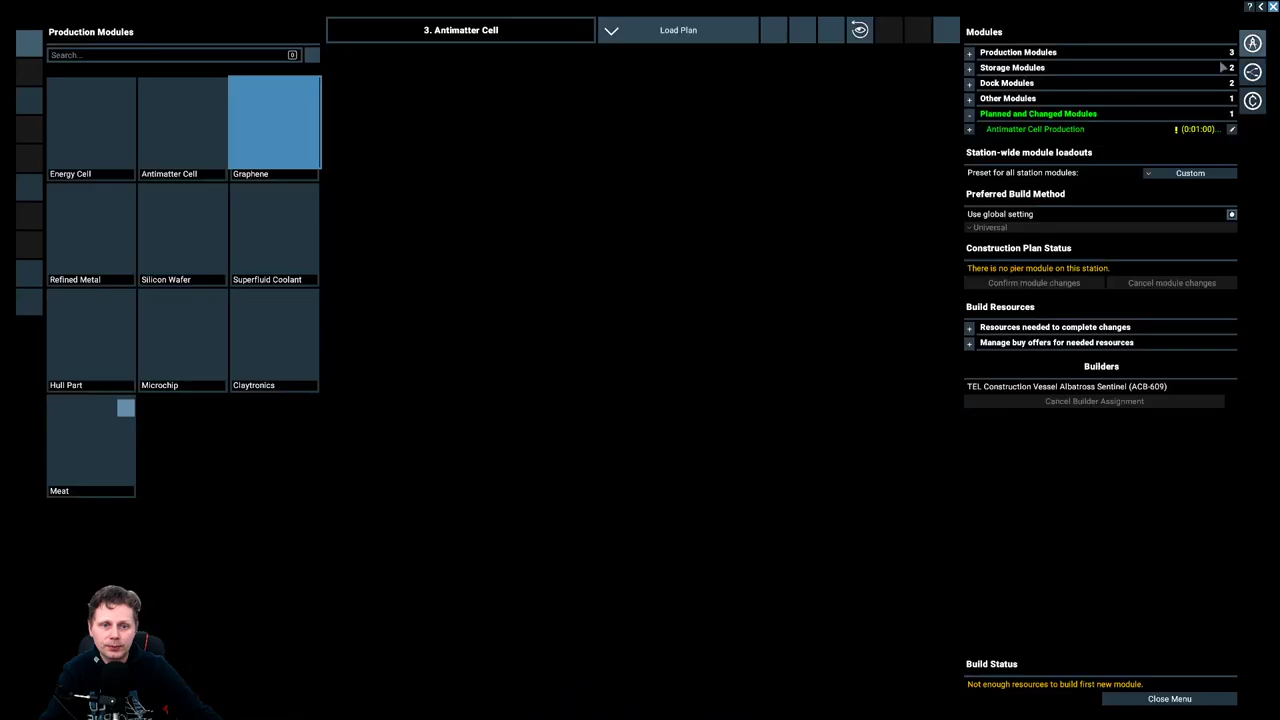 Production Modules
Search...
0
Energy Cell
Antimatter Cell
Graphene
Refined Metal
Silicon Wafer
Superfluid Coolant
Hull Part
Microchip
Claytronics
Meat
3. Antimatter Cell
Load Plan
? < X
Modules
+ Production Modules 3
+ Storage Modules 2
+ Dock Modules 2
+ Other Modules 1
- Planned and Changed Modules 1
+ Antimatter Cell Production ! (0:01:00)...
Station-wide module loadouts
Preset for all station modules: Custom
Preferred Build Method
Use global setting
Universal
Construction Plan Status
There is no pier module on this station.
Confirm module changes Cancel module changes
Build Resources
+ Resources needed to complete changes
+ Manage buy offers for needed resources
Builders
TEL Construction Vessel Albatross Sentinel (ACB-609)
Cancel Builder Assignment
Build Status
Not enough resources to build first new module.
Close Menu